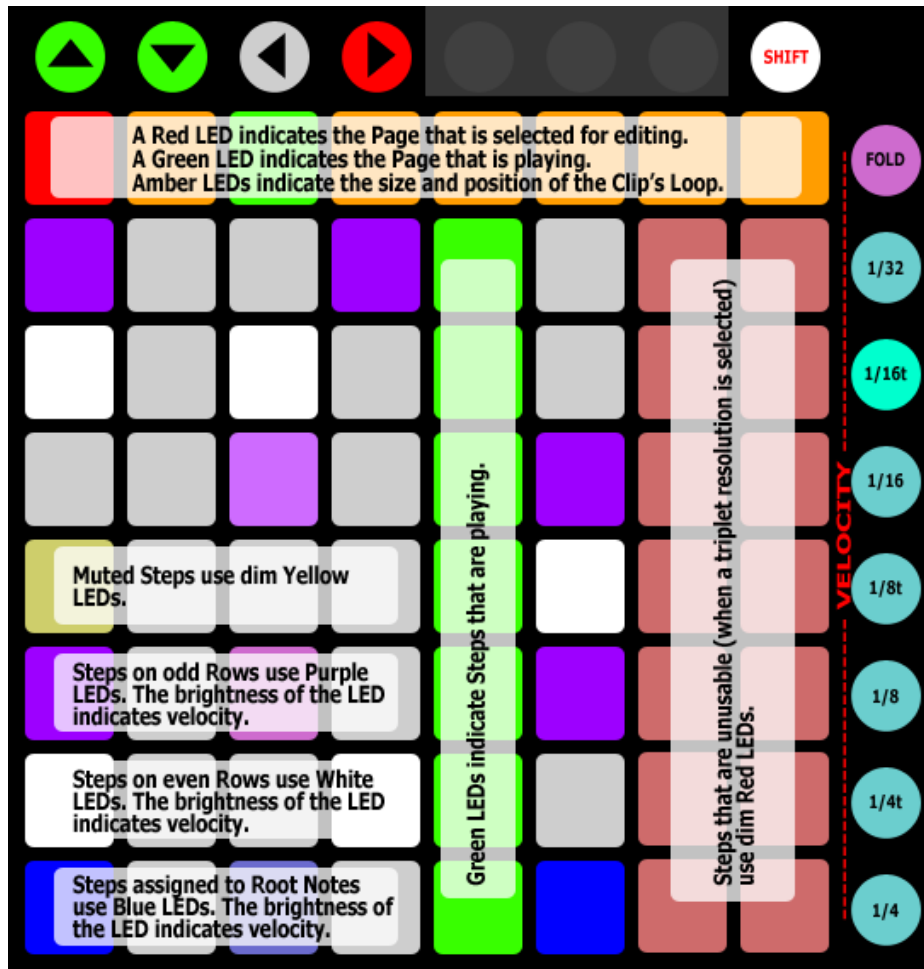 SHIFT
A Red LED indicates the Page that is selected for editing.
A Green LED indicates the Page that is playing.
Amber LEDs indicate the size and position of the Clip's Loop.
FOLD
1/32
1/16t
1/16
1/8t
1/8
1/4t
1/4
VELOCITY
Green LEDs indicate Steps that are playing.
Steps that are unusable (when a triplet resolution is selected)
use dim Red LEDs.
Muted Steps use dim Yellow
LEDs.
Steps on odd Rows use Purple
LEDs. The brightness of the LED
indicates velocity.
Steps on even Rows use White
LEDs. The brightness of the LED
indicates velocity.
Steps assigned to Root Notes
use Blue LEDs. The brightness of
the LED indicates velocity.